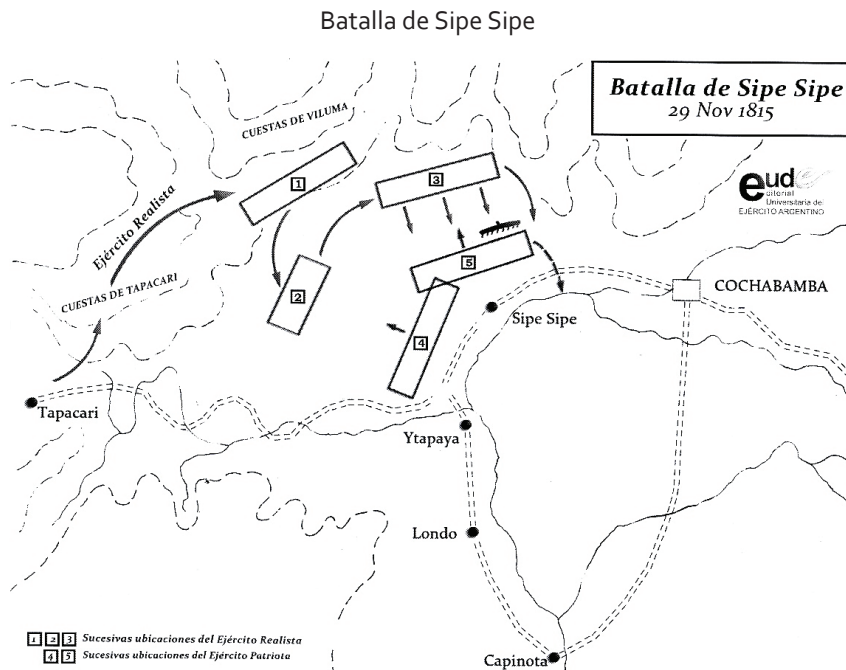 Batalla de Sipe Sipe
Batalla de Sipe Sipe
29 Nov 1815
CUESTAS DE VILUMA
1
3
eude
ditorial
Universitaria del
EJÉRCITO ARGENTINO
Ejército Realista
5
2
CUESTAS DE TAPACARI
COCHABAMBA
Sipe Sipe
4
Tapacari
Ytapaya
Londo
1 2 3 Sucesivas ubicaciones del Ejército Realista
4 5 Sucesivas ubicaciones del Ejército Patriota
Capinota